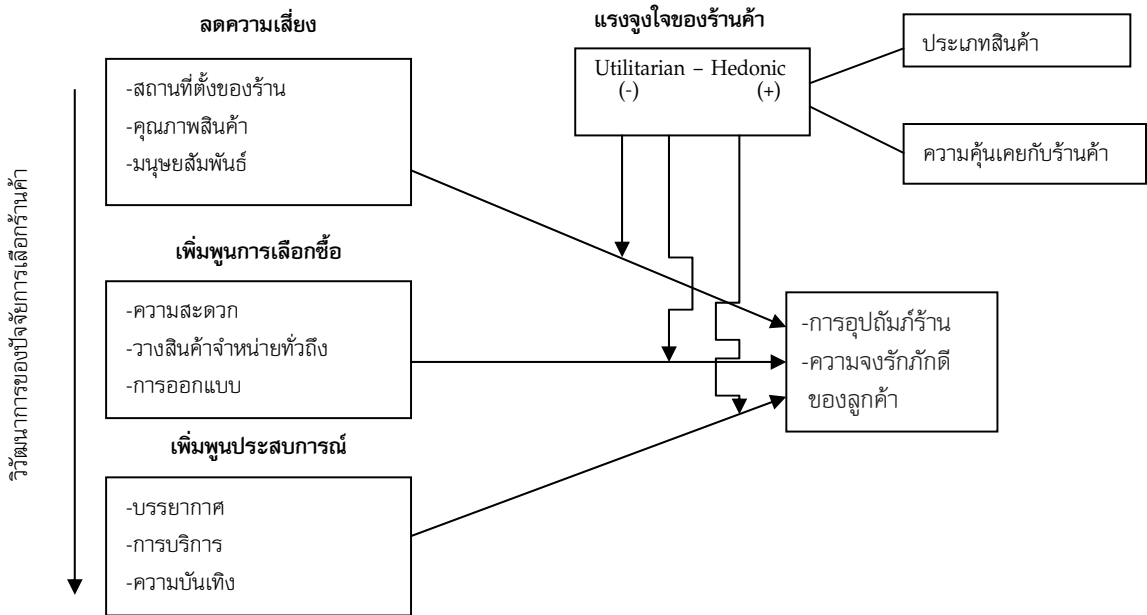 วิวัฒนาการของปัจจัยการเลือกร้านค้า
ลดความเสี่ยง
-สถานที่ตั้งของร้าน
-คุณภาพสินค้า
-มนุษยสัมพันธ์
เพิ่มพูนการเลือกซื้อ
-ความสะดวก
-วางสินค้าจำหน่ายทั่วถึง
-การออกแบบ
เพิ่มพูนประสบการณ์
-บรรยากาศ
-การบริการ
-ความบันเทิง
แรงจูงใจของร้านค้า
Utilitarian – Hedonic
(-) (+)
ประเภทสินค้า
ความคุ้นเคยกับร้านค้า
-การอุปถัมภ์ร้าน
-ความจงรักภักดี
ของลูกค้า